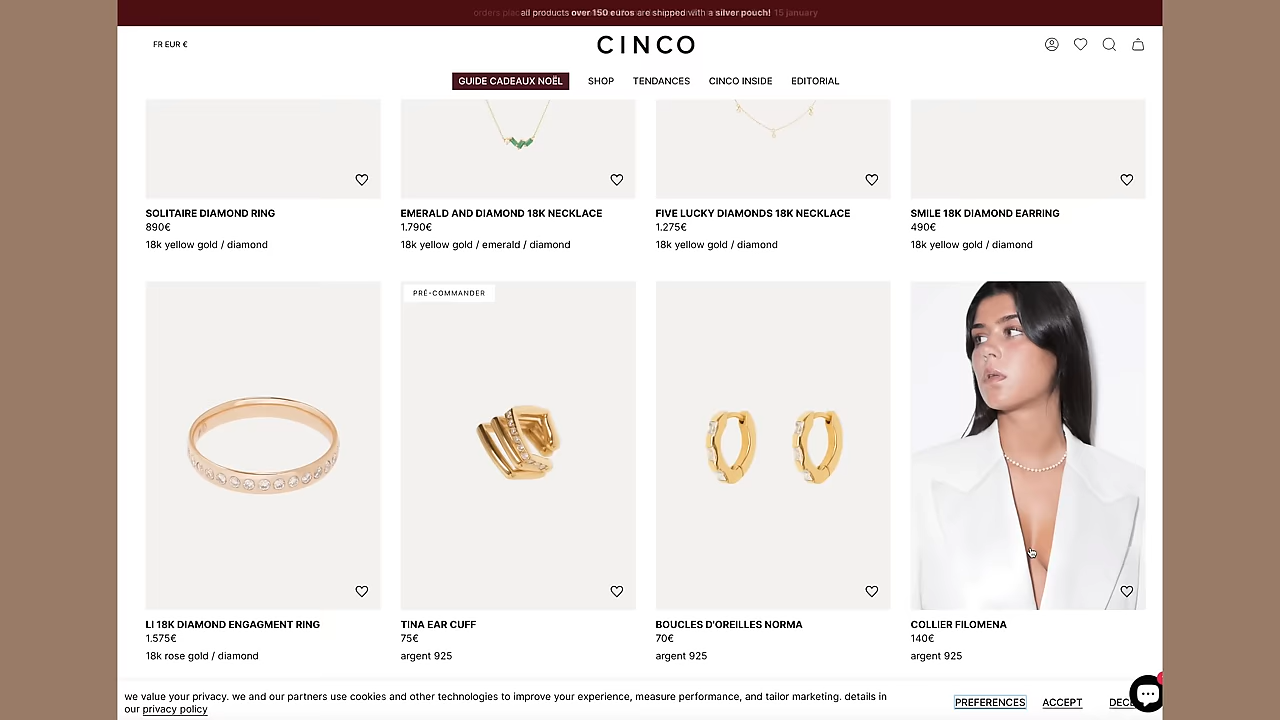 all products over 150 euros are shipped with a silver pouch!
15 january
FR EUR €
CINCO
GUIDE CADEAUX NOËL SHOP TENDANCES CINCO INSIDE EDITORIAL
SOLITAIRE DIAMOND RING
890€
18k yellow gold / diamond
EMERALD AND DIAMOND 18K NECKLACE
1.790€
18k yellow gold / emerald / diamond
FIVE LUCKY DIAMONDS 18K NECKLACE
1.275€
18k yellow gold / diamond
SMILE 18K DIAMOND EARRING
490€
18k yellow gold / diamond
LI 18K DIAMOND ENGAGMENT RING
1.575€
18k rose gold / diamond
PRÉ-COMMANDER
TINA EAR CUFF
75€
argent 925
BOUCLES D'OREILLES NORMA
70€
argent 925
COLLIER FILOMENA
140€
argent 925
we value your privacy. we and our partners use cookies and other technologies to improve your experience, measure performance, and tailor marketing. details in
our privacy policy
PREFERENCES ACCEPT